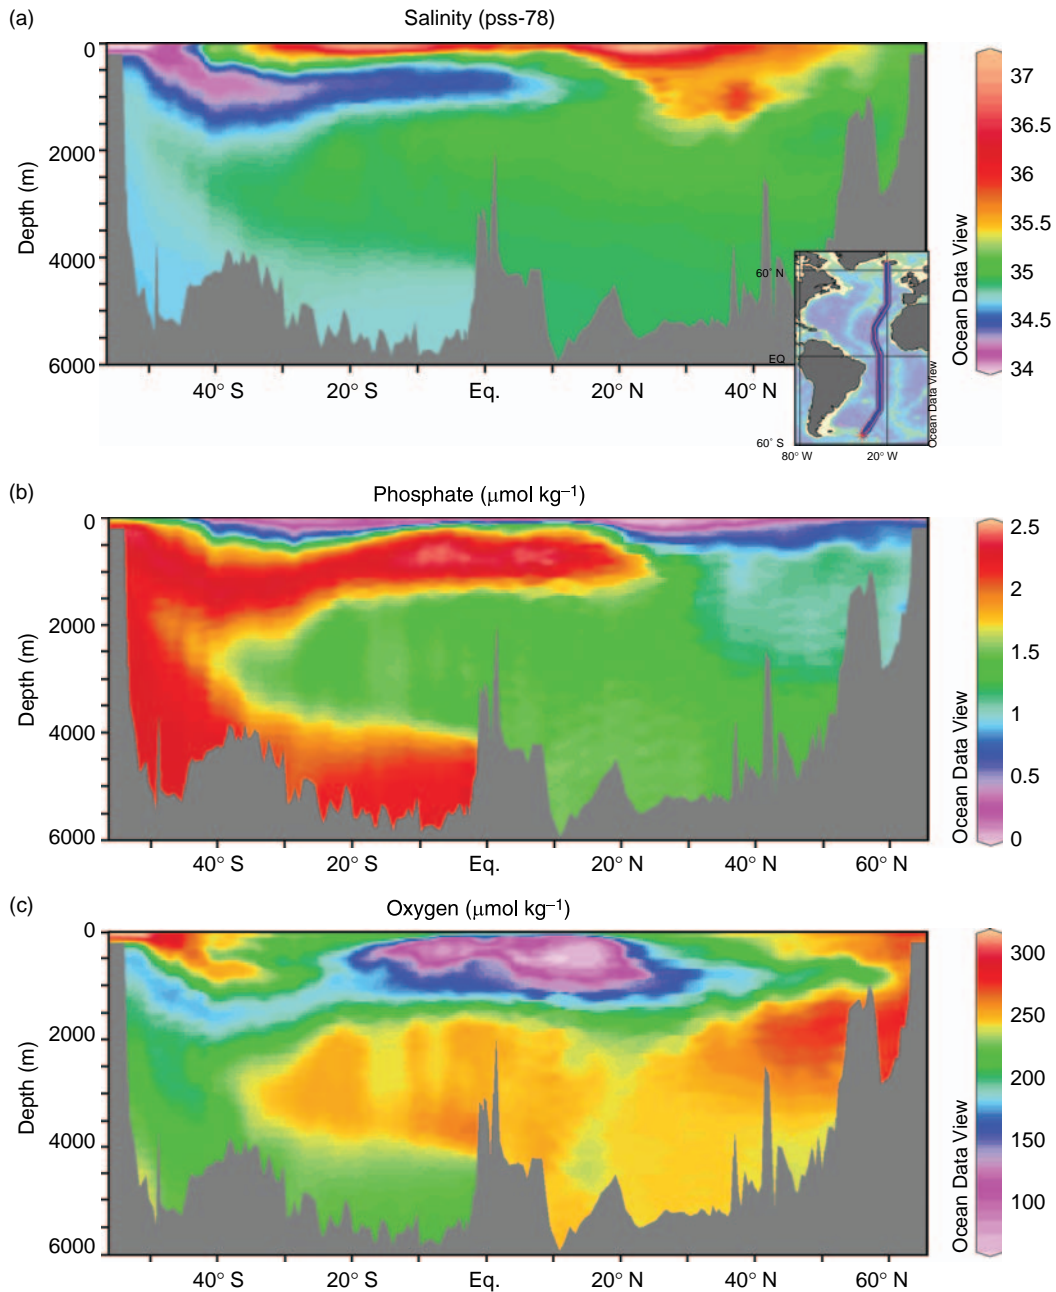 (a)
Salinity (pss-78)
0
2000
4000
6000
Depth (m)
40° S
20° S
Eq.
20° N
40° N
37
36.5
36
35.5
35
34.5
34
Ocean Data View
60° N
EQ
60° S
80° W
20° W
Ocean Data View
(b)
Phosphate (μmol kg⁻¹)
0
2000
4000
6000
Depth (m)
40° S
20° S
Eq.
20° N
40° N
60° N
2.5
2
1.5
1
0.5
0
Ocean Data View
(c)
Oxygen (μmol kg⁻¹)
0
2000
4000
6000
Depth (m)
40° S
20° S
Eq.
20° N
40° N
60° N
300
250
200
150
100
Ocean Data View